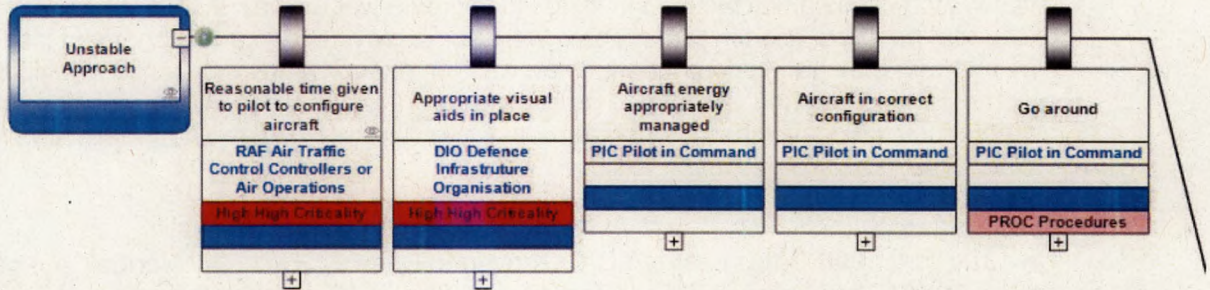 Unstable
Approach
Reasonable time given
to pilot to configure
aircraft
RAF Air Traffic
Control Controllers or
Air Operations
High High Criticality
Appropriate visual
aids in place
DIO Defence
Infrastruture
Organisation
High High Criticality
Aircraft energy
appropriately
managed
PIC Pilot in Command
Aircraft in correct
configuration
PIC Pilot in Command
Go around
PIC Pilot in Command
PROC Procedures